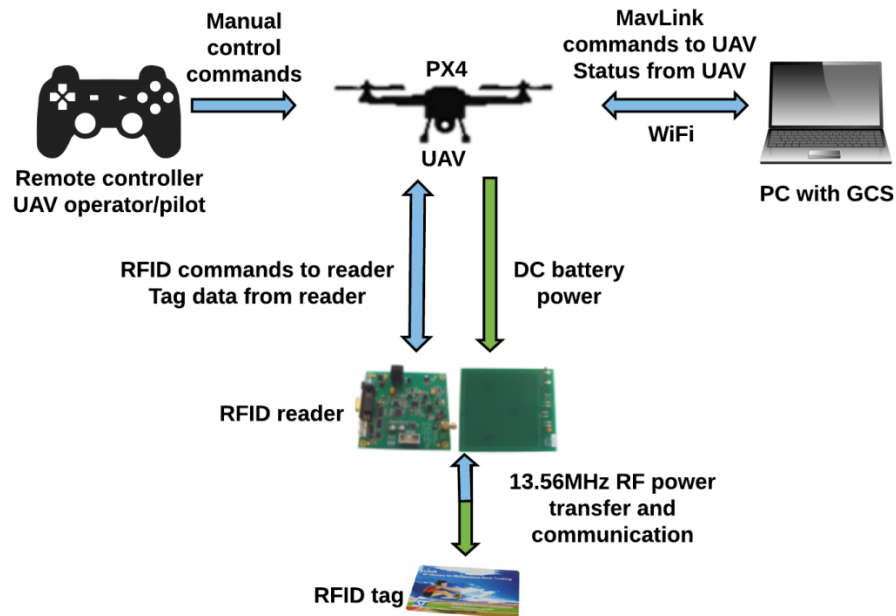 Manual
control
commands
PX4
UAV
MavLink
commands to UAV
Status from UAV
WiFi
Remote controller
UAV operator/pilot
PC with GCS
RFID commands to reader
Tag data from reader
DC battery
power
RFID reader
13.56MHz RF power
transfer and
communication
RFID tag